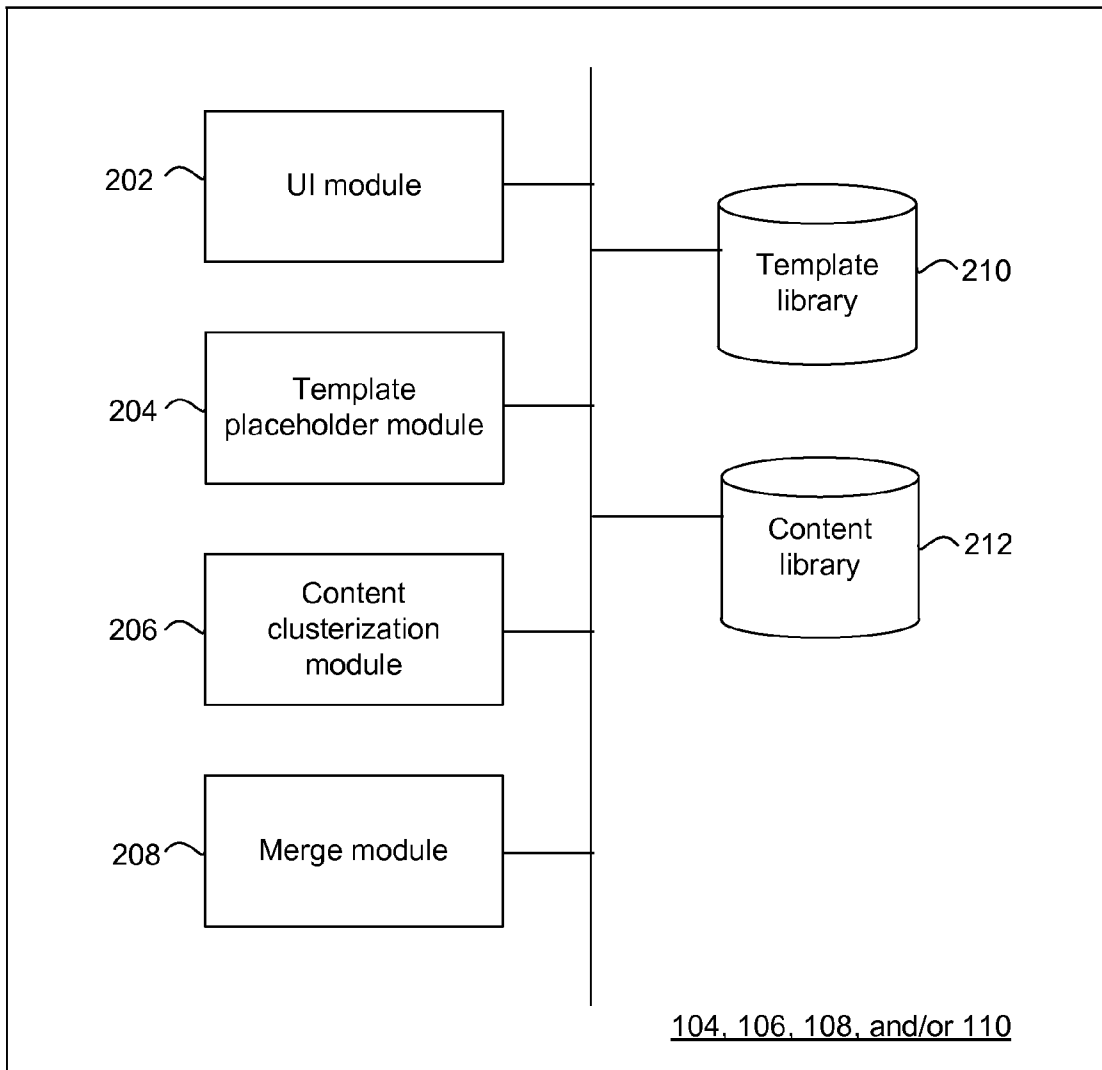 202
UI module
Template
library
210
204
Template
placeholder module
Content
library
212
206
Content
clusterization
module
208
Merge module
104, 106, 108, and/or 110